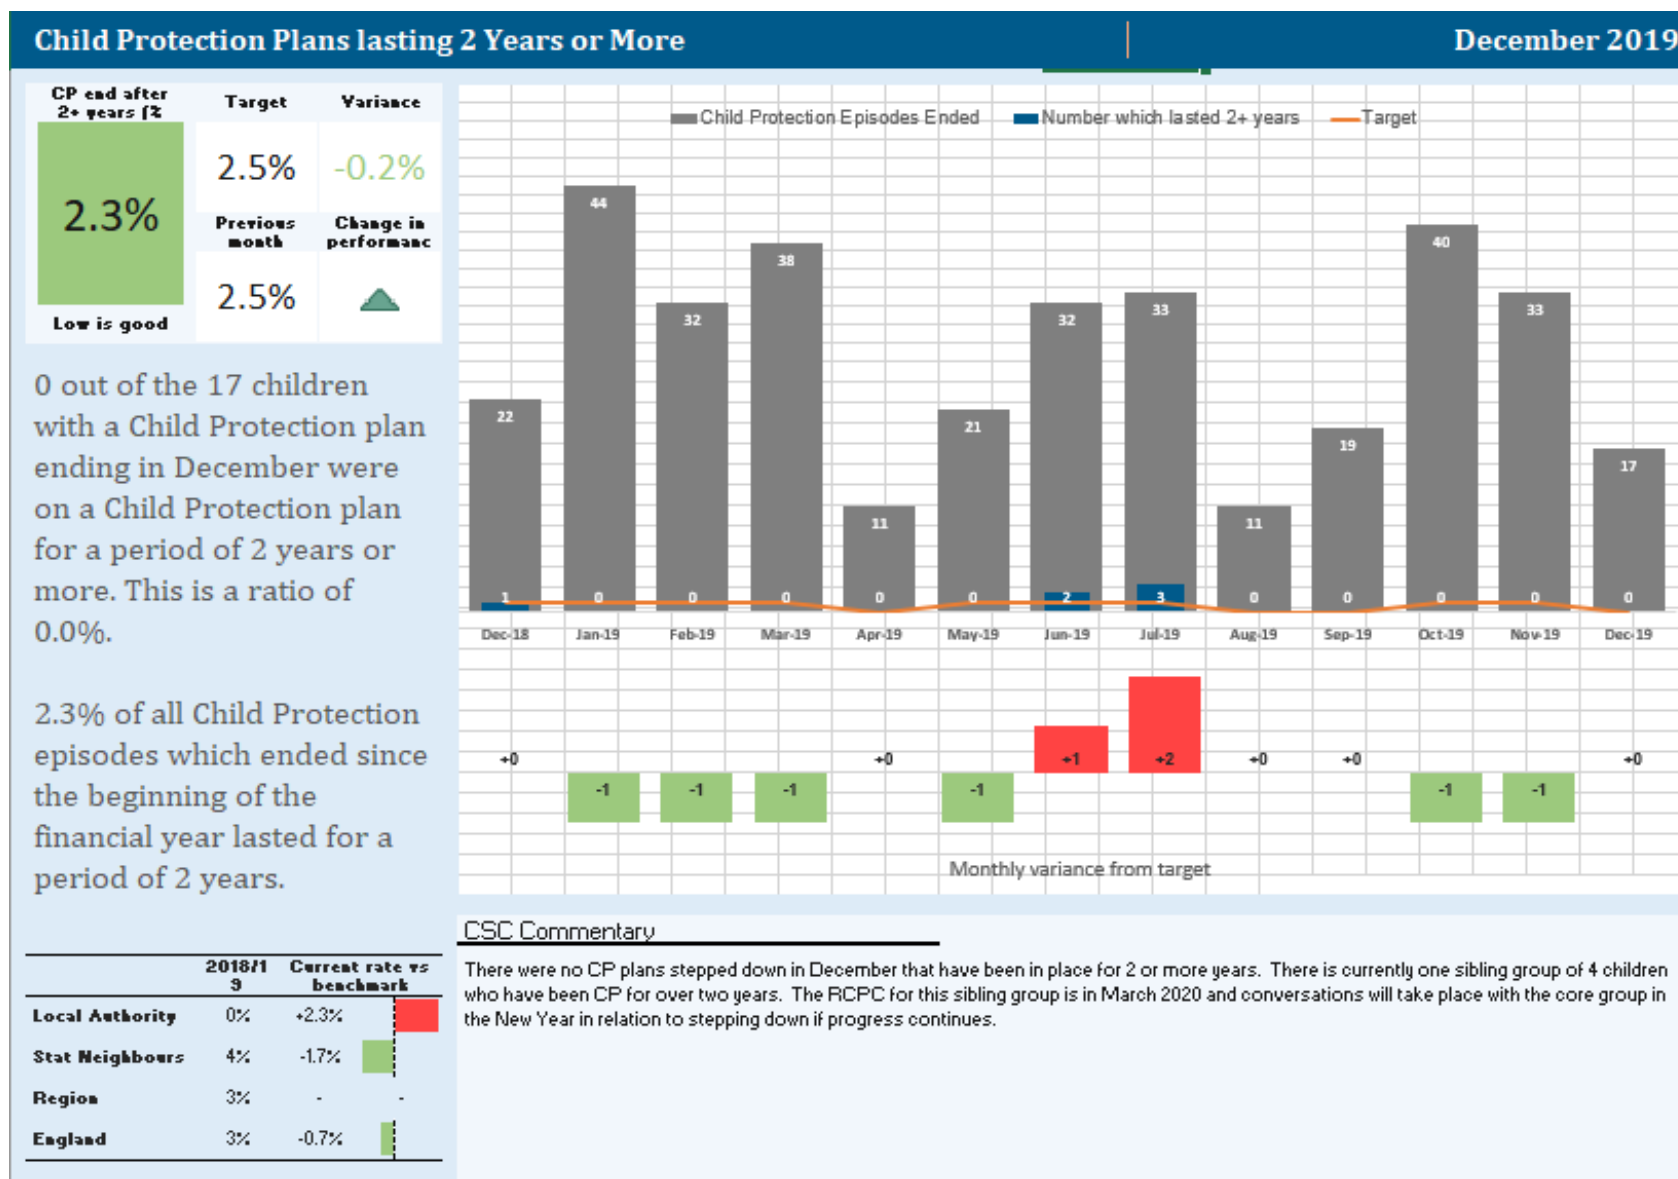 Child Protection Plans lasting 2 Years or More
December 2019
CP end after
2+ years (%
Target
Variance
2.3%
2.5%
-0.2%
Previous
month
Change in
performanc
2.5%
Low is good
0 out of the 17 children
with a Child Protection plan
ending in December were
on a Child Protection plan
for a period of 2 years or
more. This is a ratio of
0.0%.
2.3% of all Child Protection
episodes which ended since
the beginning of the
financial year lasted for a
period of 2 years.
2018/1
9
Current rate vs
benchmark
Local Authority 0% +2.3%
Stat Neighbours 4% -1.7%
Region 3% - -
England 3% -0.7%
Child Protection Episodes Ended Number which lasted 2+ years Target
22 44 32 38 11 21 32 33 11 19 40 33 17
1 0 0 0 0 0 2 3 0 0 0 0 0
Dec-18 Jan-19 Feb-19 Mar-19 Apr-19 May-19 Jun-19 Jul-19 Aug-19 Sep-19 Oct-19 Nov-19 Dec-19
+0 -1 -1 -1 +0 -1 +1 +2 +0 +0 -1 -1 +0
Monthly variance from target
CSC Commentary
There were no CP plans stepped down in December that have been in place for 2 or more years. There is currently one sibling group of 4 children
who have been CP for over two years. The RCPC for this sibling group is in March 2020 and conversations will take place with the core group in
the New Year in relation to stepping down if progress continues.